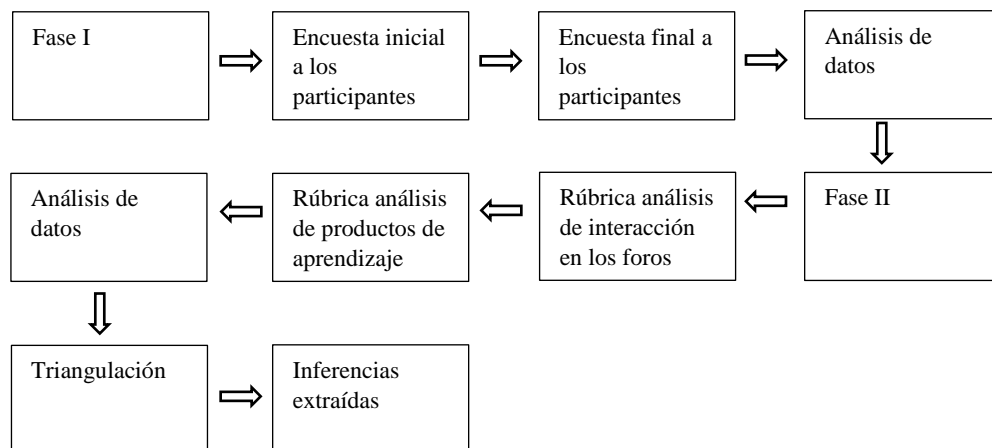 Fase I
Encuesta inicial
a los
participantes
Encuesta final a
los
participantes
Análisis de
datos
Fase II
Rúbrica análisis
de interacción
en los foros
Rúbrica análisis
de productos de
aprendizaje
Análisis de
datos
Triangulación
Inferencias
extraídas